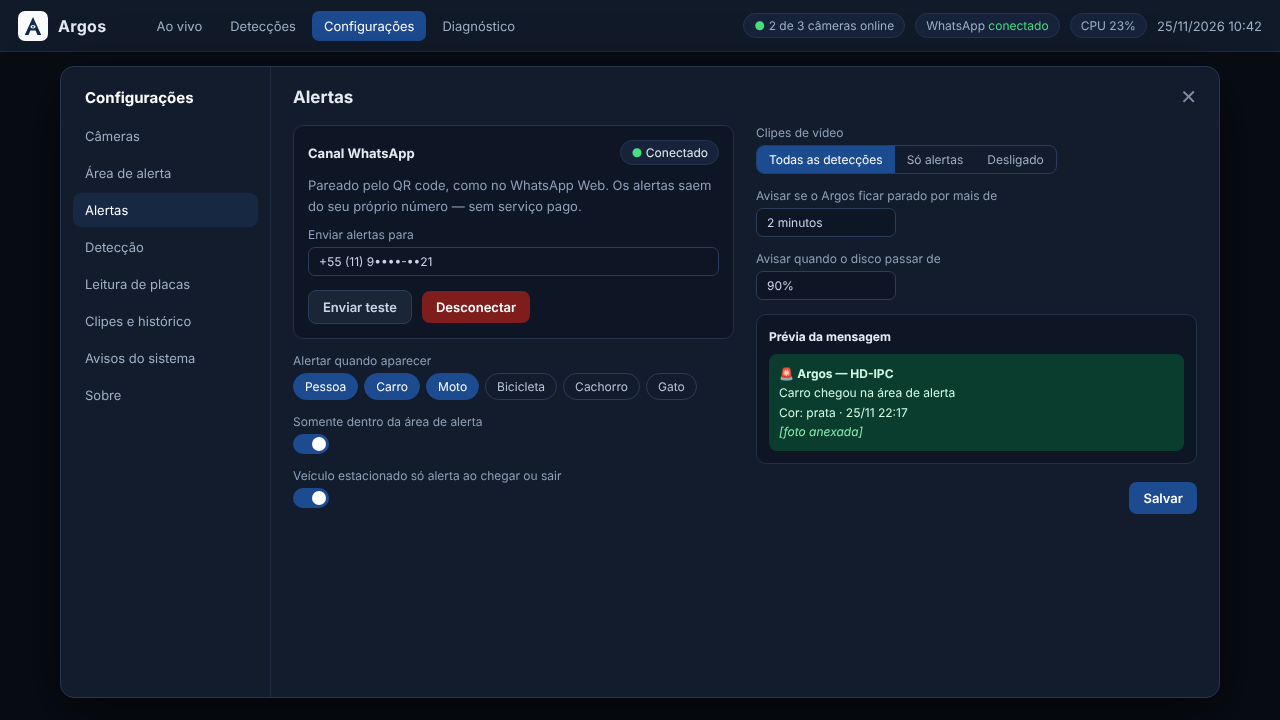 Argos
Ao vivo
Detecções
Configurações
Diagnóstico
2 de 3 câmeras online
WhatsApp conectado
CPU 23%
25/11/2026 10:42
Configurações
Câmeras
Área de alerta
Alertas
Detecção
Leitura de placas
Clipes e histórico
Avisos do sistema
Sobre
Alertas
✕
Canal WhatsApp
Conectado
Pareado pelo QR code, como no WhatsApp Web. Os alertas saem
do seu próprio número — sem serviço pago.
Enviar alertas para
+55 (11) 9••••-••21
Enviar teste
Desconectar
Alertar quando aparecer
Pessoa
Carro
Moto
Bicicleta
Cachorro
Gato
Somente dentro da área de alerta
Veículo estacionado só alerta ao chegar ou sair
Clipes de vídeo
Todas as detecções
Só alertas
Desligado
Avisar se o Argos ficar parado por mais de
2 minutos
Avisar quando o disco passar de
90%
Prévia da mensagem
🚨 Argos — HD-IPC
Carro chegou na área de alerta
Cor: prata · 25/11 22:17
[foto anexada]
Salvar